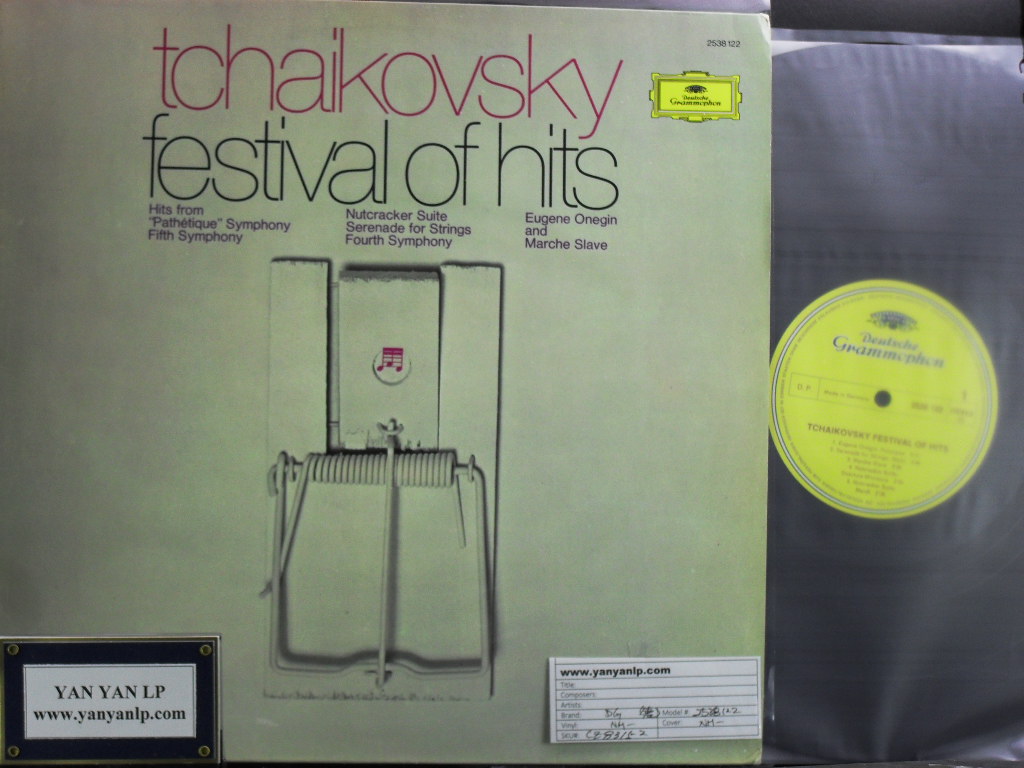 tchaikovsky
festival of hits
2538 122
Deutsche
Grammophon
Hits from
"Pathétique" Symphony
Fifth Symphony
Nutcracker Suite
Serenade for Strings
Fourth Symphony
Eugene Onegin
and
Marche Slave
Deutsche
Grammophon
D.P.
Made in Germany
1
TCHAIKOVSKY FESTIVAL OF HITS
YAN YAN LP
www.yanyanlp.com
www.yanyanlp.com
Title:
Composers:
Artists:
Brand: DG Model #:
Vinyl: NM- Cover: NM-
SKU#: